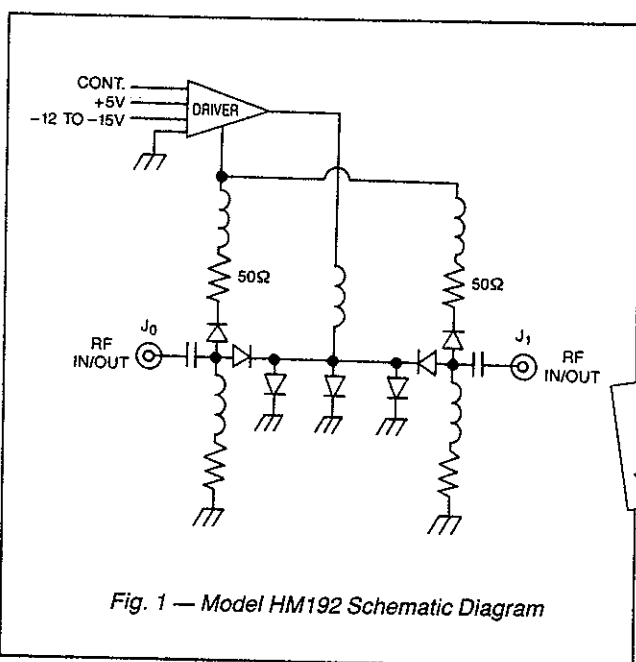 CONT.
+5V
-12 TO -15V
DRIVER
50Ω
50Ω
J0
RF
IN/OUT
J1
RF
IN/OUT
Fig. 1 — Model HM192 Schematic Diagram